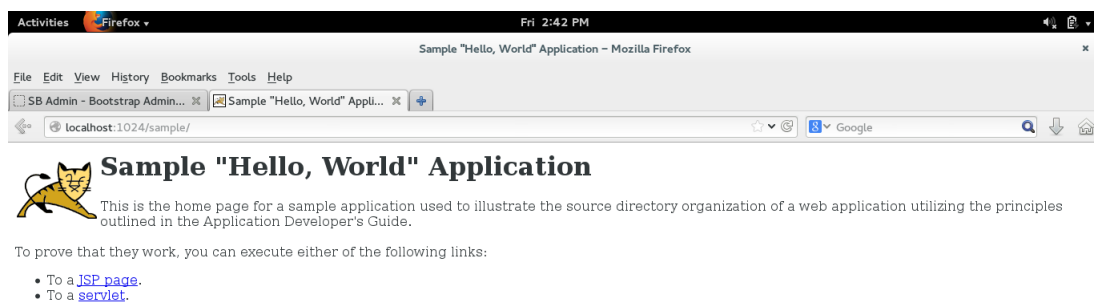 Activities Firefox Fri 2:42 PM
Sample "Hello, World" Application - Mozilla Firefox
File Edit View History Bookmarks Tools Help
SB Admin - Bootstrap Admin... Sample "Hello, World" Appli...
localhost:1024/sample/ Google
Sample "Hello, World" Application
This is the home page for a sample application used to illustrate the source directory organization of a web application utilizing the principles
outlined in the Application Developer's Guide.
To prove that they work, you can execute either of the following links:
• To a JSP page.
• To a servlet.